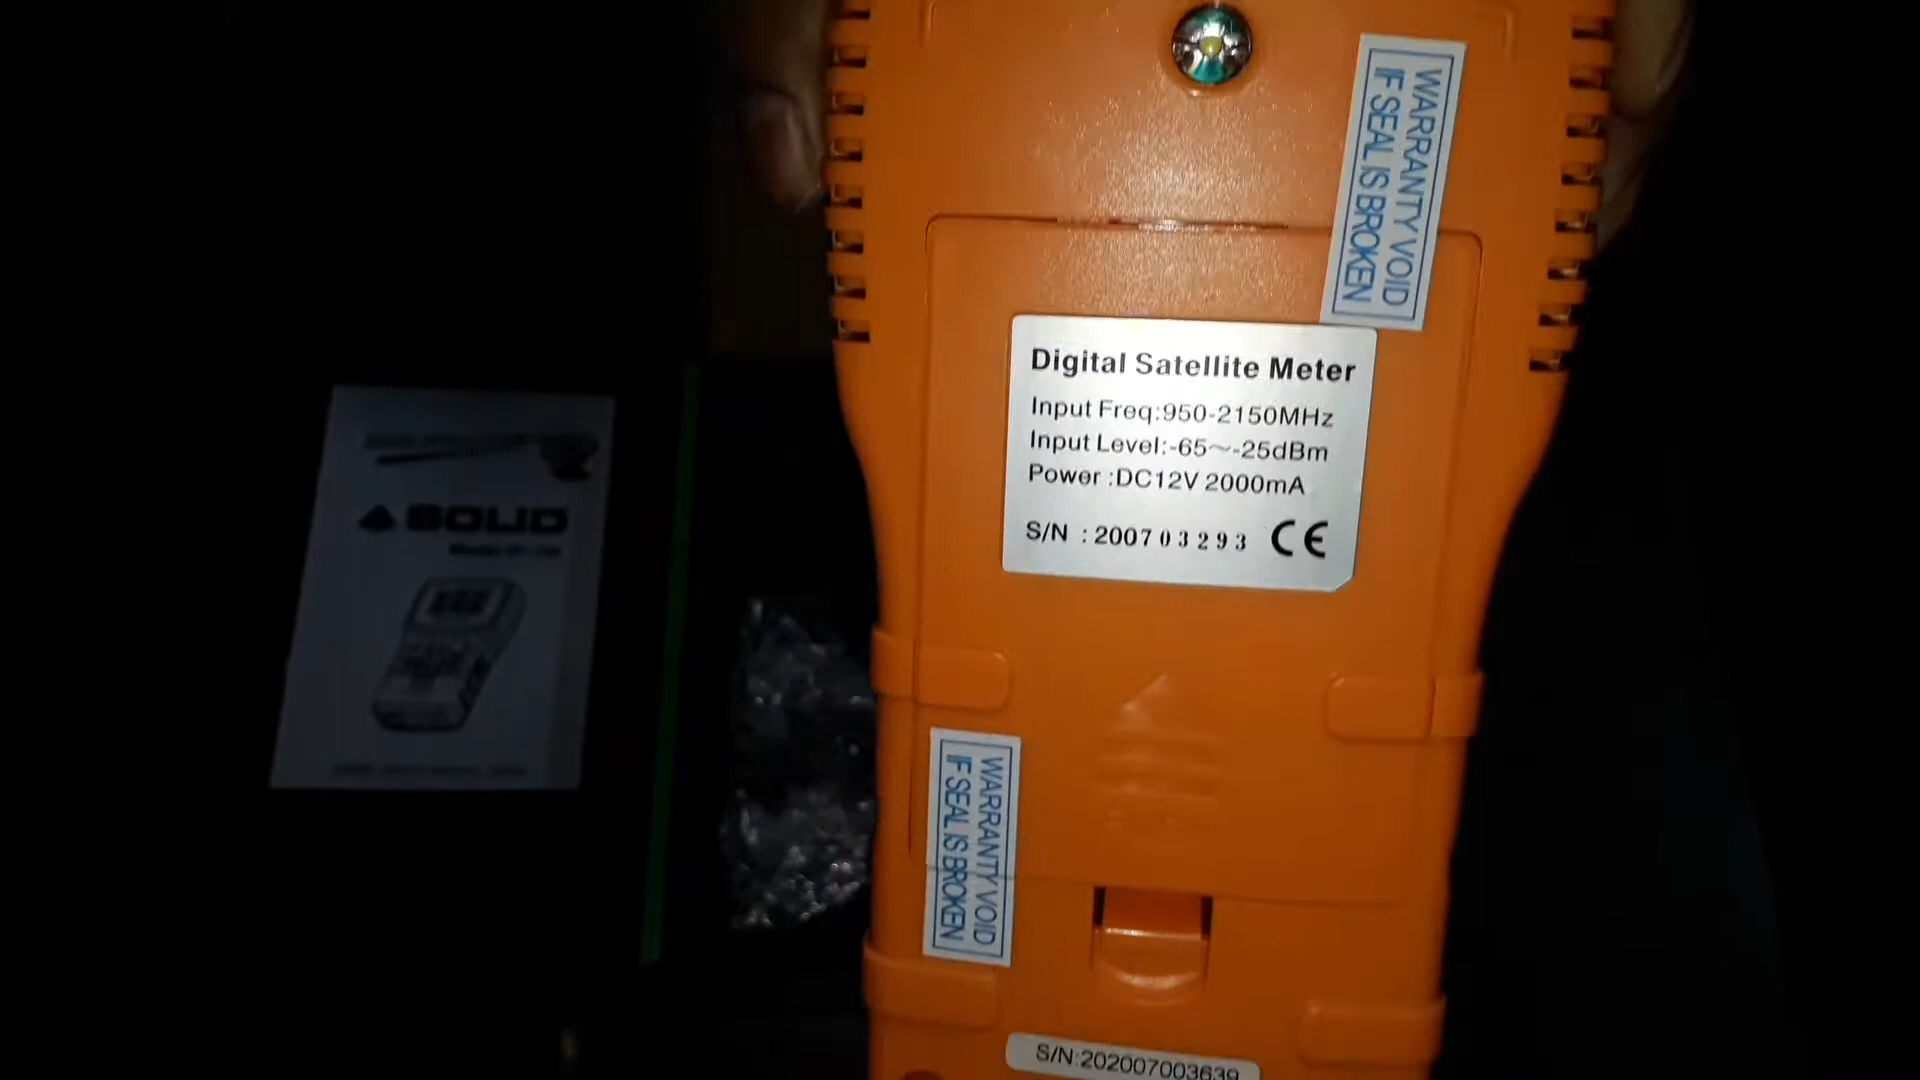 WARRANTY VOID
IF SEAL IS BROKEN
Digital Satellite Meter
Input Freq:950-2150MHz
Input Level:-65~-25dBm
Power :DC12V 2000mA
S/N : 200703293 CE
SOLID
WARRANTY VOID
IF SEAL IS BROKEN
S/N:202007003639